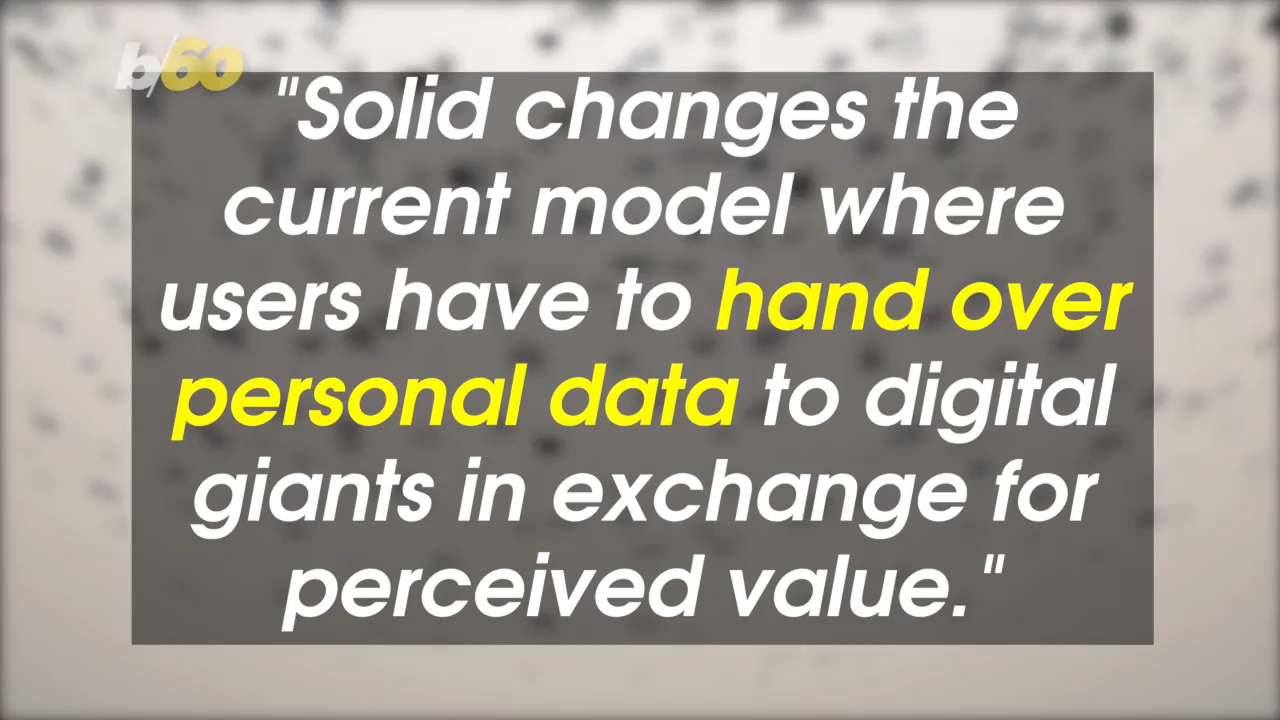 b/60
"Solid changes the
current model where
users have to hand over
personal data to digital
giants in exchange for
perceived value."